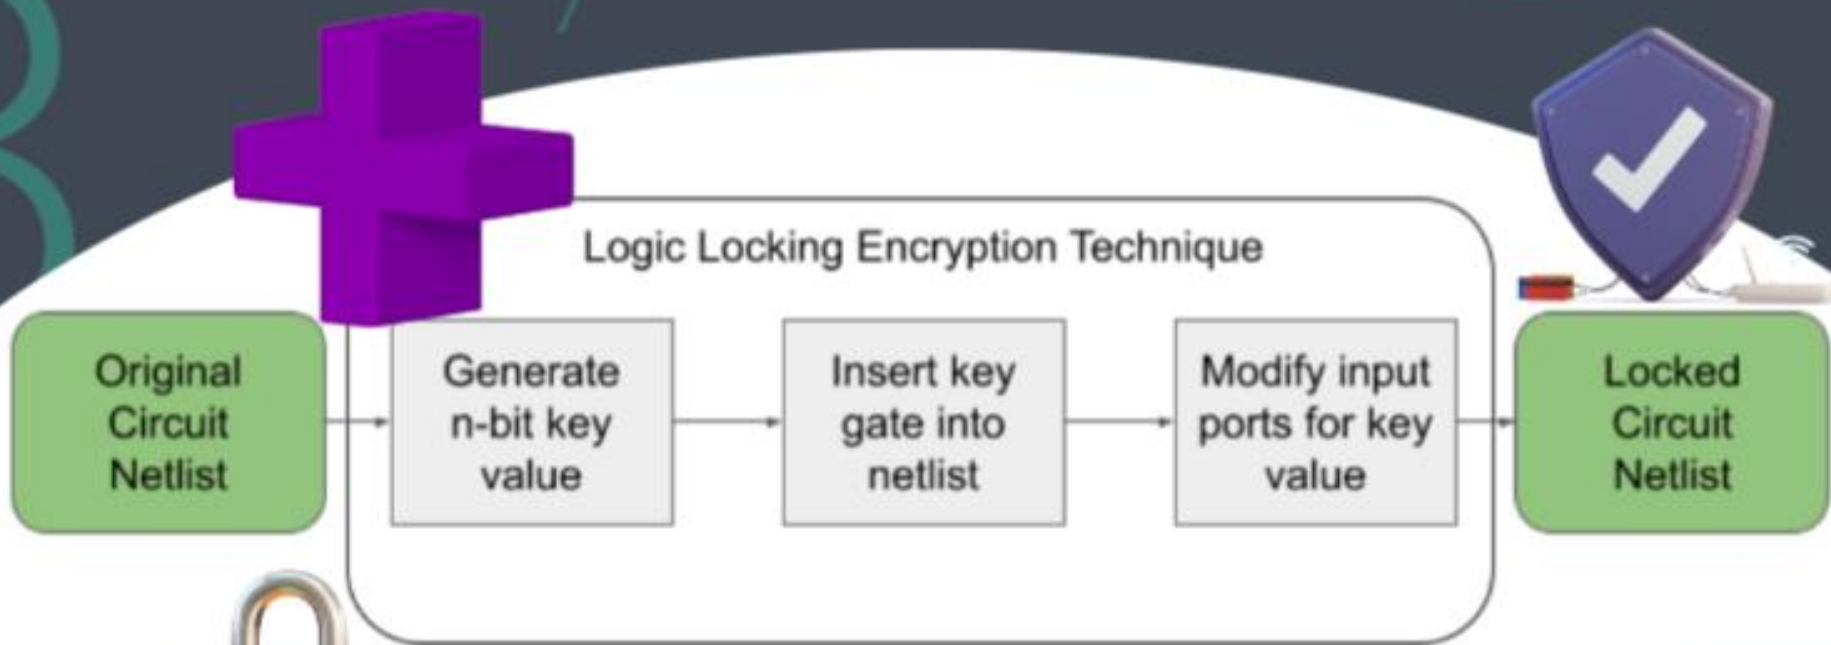 Logic Locking Encryption Technique
Original
Circuit
Netlist
Generate
n-bit key
value
Insert key
gate into
netlist
Modify input
ports for key
value
Locked
Circuit
Netlist